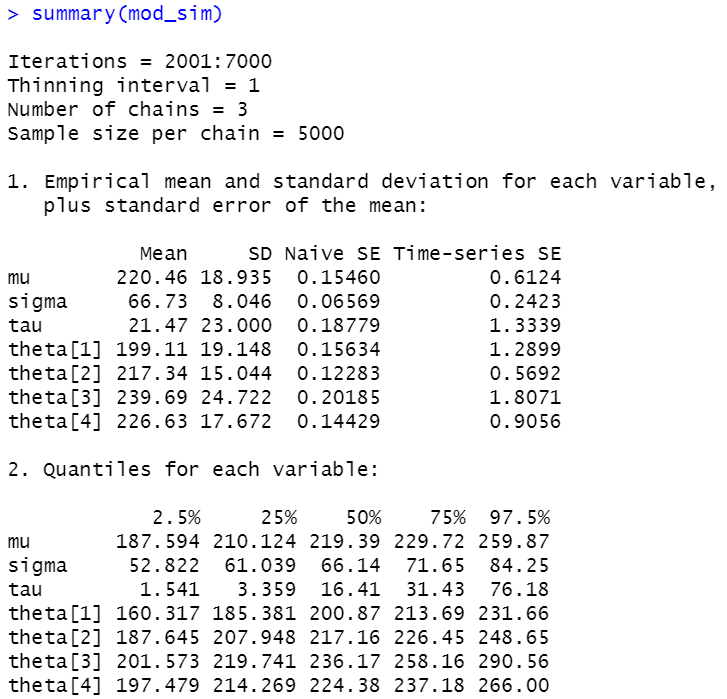 > summary(mod_sim)

Iterations = 2001:7000
Thinning interval = 1
Number of chains = 3
Sample size per chain = 5000

1. Empirical mean and standard deviation for each variable,
   plus standard error of the mean:

           Mean     SD Naive SE Time-series SE
mu       220.46 18.935  0.15460         0.6124
sigma     66.73  8.046  0.06569         0.2423
tau       21.47 23.000  0.18779         1.3339
theta[1] 199.11 19.148  0.15634         1.2899
theta[2] 217.34 15.044  0.12283         0.5692
theta[3] 239.69 24.722  0.20185         1.8071
theta[4] 226.63 17.672  0.14429         0.9056

2. Quantiles for each variable:

            2.5%     25%    50%    75%  97.5%
mu       187.594 210.124 219.39 229.72 259.87
sigma     52.822  61.039  66.14  71.65  84.25
tau        1.541   3.359  16.41  31.43  76.18
theta[1] 160.317 185.381 200.87 213.69 231.66
theta[2] 187.645 207.948 217.16 226.45 248.65
theta[3] 201.573 219.741 236.17 258.16 290.56
theta[4] 197.479 214.269 224.38 237.18 266.00